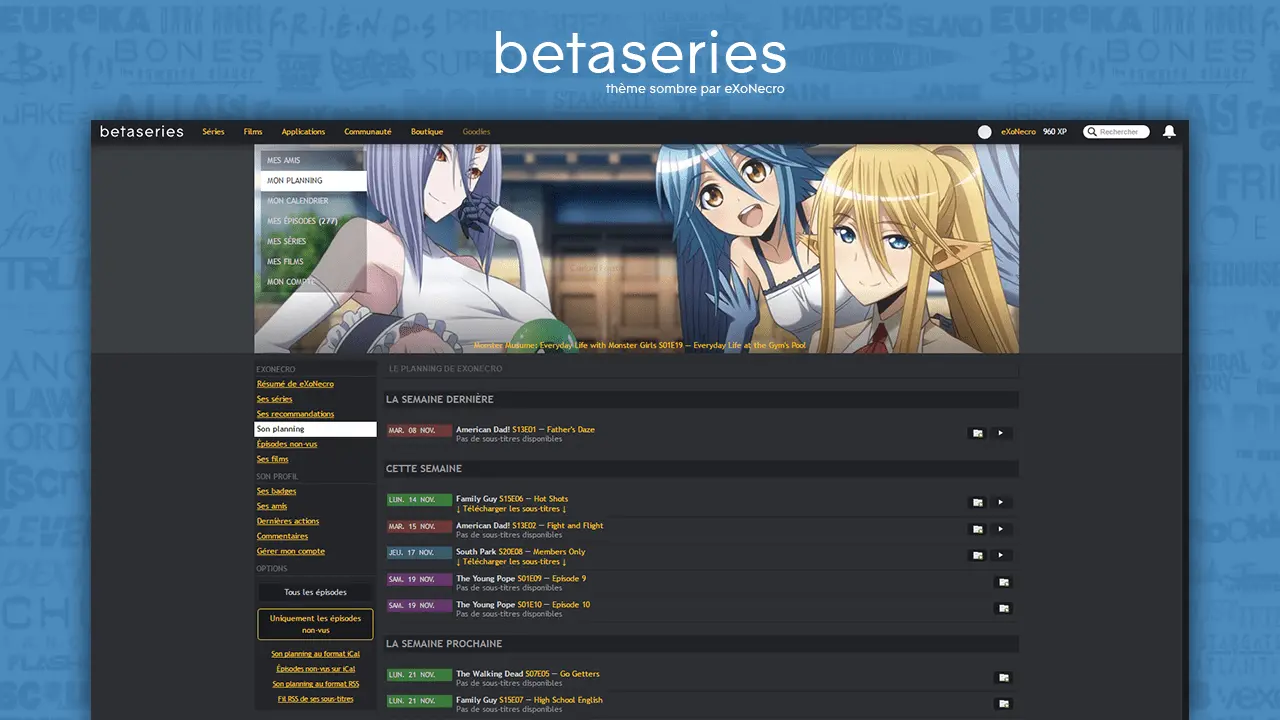 betaseries
thème sombre par eXoNecro
betaseries
Séries
Films
Applications
Communauté
Boutique
Goodies
eXoNecro
960 XP
Rechercher
MES AMIS
MON PLANNING
MON CALENDRIER
MES ÉPISODES (277)
MES SÉRIES
MES FILMS
MON COMPTE
Monster Musume: Everyday Life with Monster Girls S01E19 — Everyday Life at the Gym's Pool
EXONECRO
Résumé de eXoNecro
Ses séries
Ses recommandations
Son planning
Épisodes non-vus
Ses films
SON PROFIL
Ses badges
Ses amis
Dernières actions
Commentaires
Gérer mon compte
OPTIONS
Tous les épisodes
Uniquement les épisodes
non-vus
Son planning au format iCal
Épisodes non-vus sur iCal
Son planning au format RSS
Fil RSS de ses sous-titres
LE PLANNING DE EXONECRO
LA SEMAINE DERNIÈRE
MAR. 08 NOV.
American Dad! S13E01 — Father's Daze
Pas de sous-titres disponibles
CETTE SEMAINE
LUN. 14 NOV.
Family Guy S15E06 — Hot Shots
↓ Télécharger les sous-titres ↓
MAR. 15 NOV.
American Dad! S13E02 — Fight and Flight
JEU. 17 NOV.
South Park S20E08 — Members Only
↓ Télécharger les sous-titres ↓
SAM. 19 NOV.
The Young Pope S01E09 — Episode 9
Pas de sous-titres disponibles
SAM. 19 NOV.
The Young Pope S01E10 — Episode 10
Pas de sous-titres disponibles
LA SEMAINE PROCHAINE
LUN. 21 NOV.
The Walking Dead S07E05 — Go Getters
Pas de sous-titres disponibles
LUN. 21 NOV.
Family Guy S15E07 — High School English
Pas de sous-titres disponibles
EUReKA
F·R·I·E·N·D·S
PRISON BREAK
HARPER'S
ISLAND
EUReKA
Buffy
BONES
Buffy
JAKE
firefly